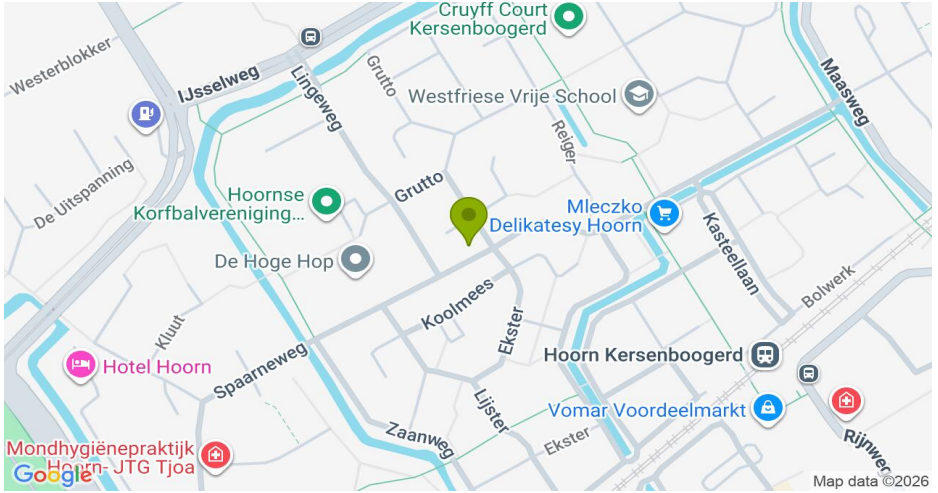 Cruyff Court
Kersenboogerd
Westerblokker
IJsselweg
Lingeweg
Grutto
Westfriese Vrije School
Maasweg
Reiger
De Uitspanning
Hoornse
Korfbalvereniging...
Grutto
Mleczko
Delikatesy Hoorn
De Hoge Hop
Kasteellaan
Bolwerk
Kluut
Koolmees
Ekster
Hoorn Kersenboogerd
Hotel Hoorn
Spaarneweg
Vomar Voordeelmarkt
Lijster
Zaanweg
Ekster
Rijnweg
Mondhygiënepraktijk
Hoorn- JTG Tjoa
Google
Map data ©2026